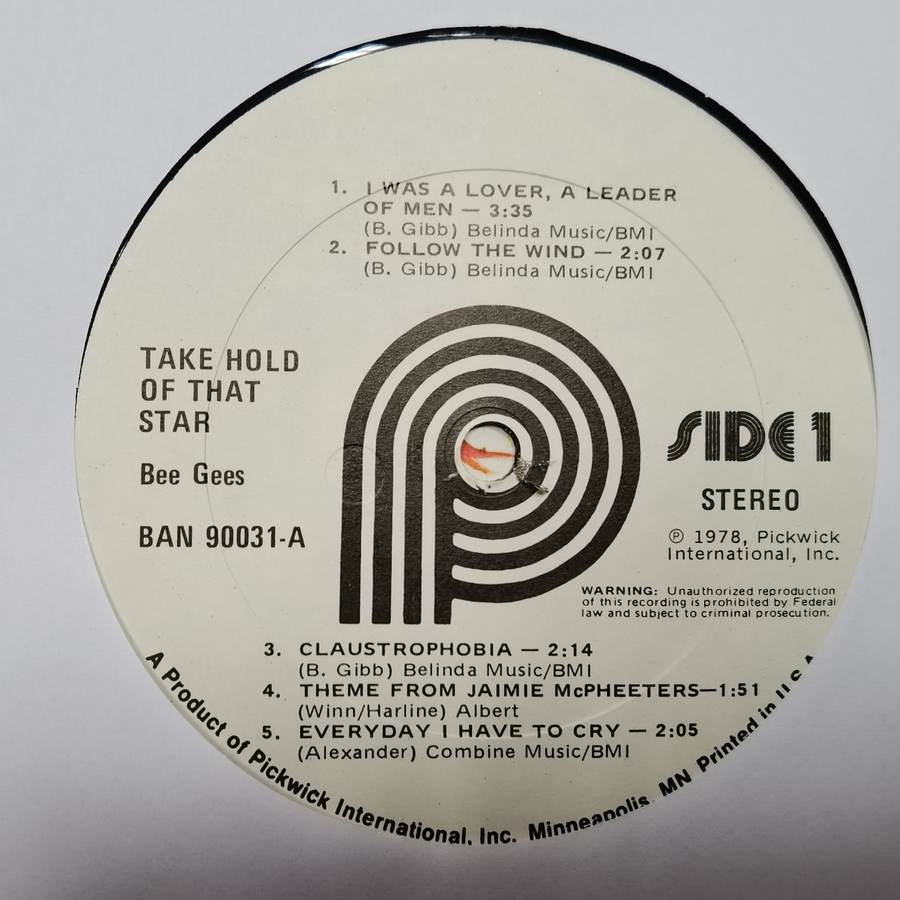 1. I WAS A LOVER, A LEADER
OF MEN — 3:35
(B. Gibb) Belinda Music/BMI
2. FOLLOW THE WIND — 2:07
(B. Gibb) Belinda Music/BMI
TAKE HOLD
OF THAT
STAR
Bee Gees
BAN 90031-A
SIDE 1
STEREO
℗ 1978, Pickwick
International, Inc.
WARNING: Unauthorized reproduction
of this recording is prohibited by Federal
law and subject to criminal prosecution.
3. CLAUSTROPHOBIA — 2:14
(B. Gibb) Belinda Music/BMI
4. THEME FROM JAIMIE McPHEETERS—1:51
(Winn/Harline) Albert
5. EVERYDAY I HAVE TO CRY — 2:05
(Alexander) Combine Music/BMI
A Product of Pickwick International, Inc. Minneapolis, MN Printed in U.S.A.